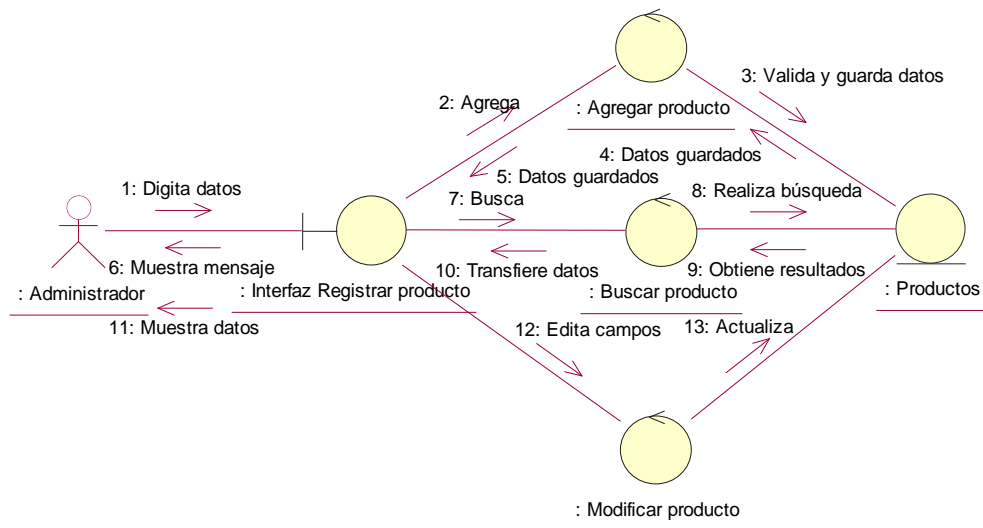 3: Valida y guarda datos
2: Agrega
: Agregar producto
4: Datos guardados
5: Datos guardados
1: Digita datos
7: Busca
8: Realiza búsqueda
6: Muestra mensaje
10: Transfiere datos
9: Obtiene resultados
: Administrador
: Interfaz Registrar producto
: Buscar producto
: Productos
11: Muestra datos
12: Edita campos
13: Actualiza
: Modificar producto